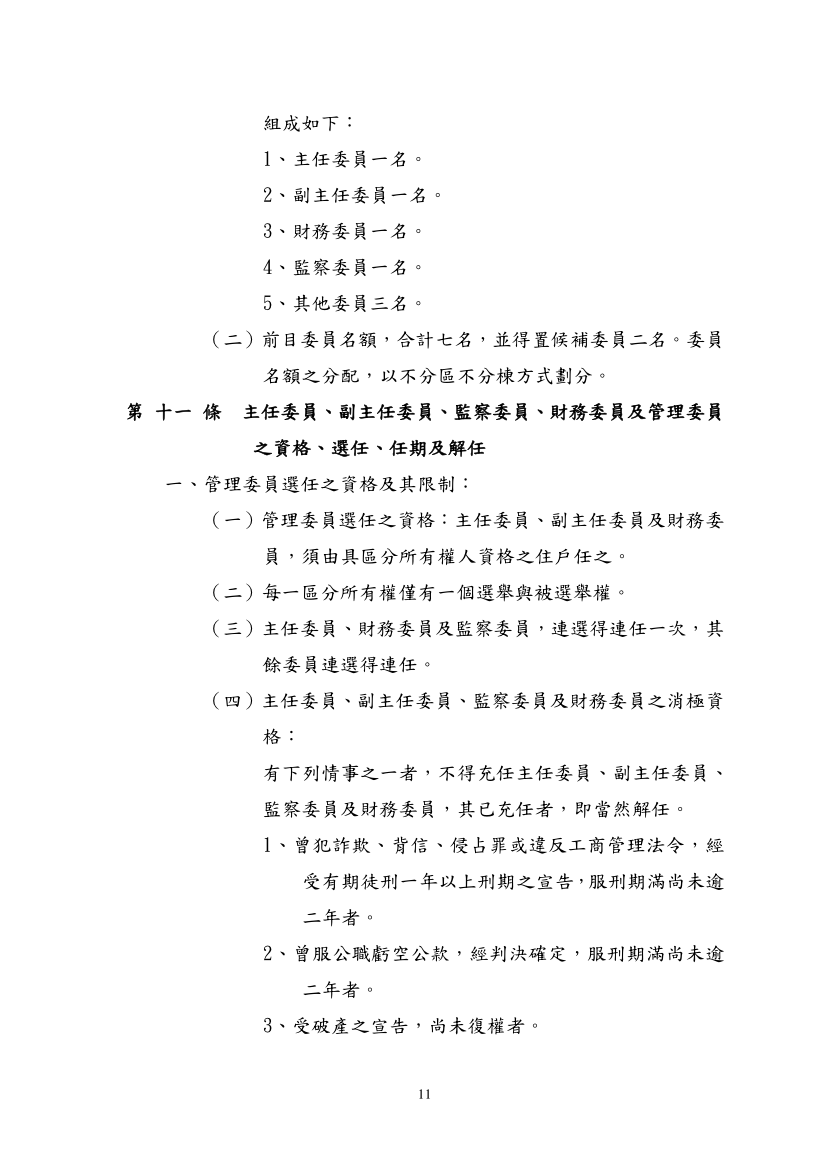 組成如下：
1、主任委員一名。
2、副主任委員一名。
3、財務委員一名。
4、監察委員一名。
5、其他委員三名。
（二）前目委員名額，合計七名，並得置候補委員二名。委員
名額之分配，以不分區不分棟方式劃分。
第 十一 條　主任委員、副主任委員、監察委員、財務委員及管理委員
之資格、選任、任期及解任
一、管理委員選任之資格及其限制：
（一）管理委員選任之資格：主任委員、副主任委員及財務委
員，須由具區分所有權人資格之住戶任之。
（二）每一區分所有權僅有一個選舉與被選舉權。
（三）主任委員、財務委員及監察委員，連選得連任一次，其
餘委員連選得連任。
（四）主任委員、副主任委員、監察委員及財務委員之消極資
格：
有下列情事之一者，不得充任主任委員、副主任委員、
監察委員及財務委員，其已充任者，即當然解任。
1、曾犯詐欺、背信、侵占罪或違反工商管理法令，經
受有期徒刑一年以上刑期之宣告，服刑期滿尚未逾
二年者。
2、曾服公職虧空公款，經判決確定，服刑期滿尚未逾
二年者。
3、受破產之宣告，尚未復權者。
11